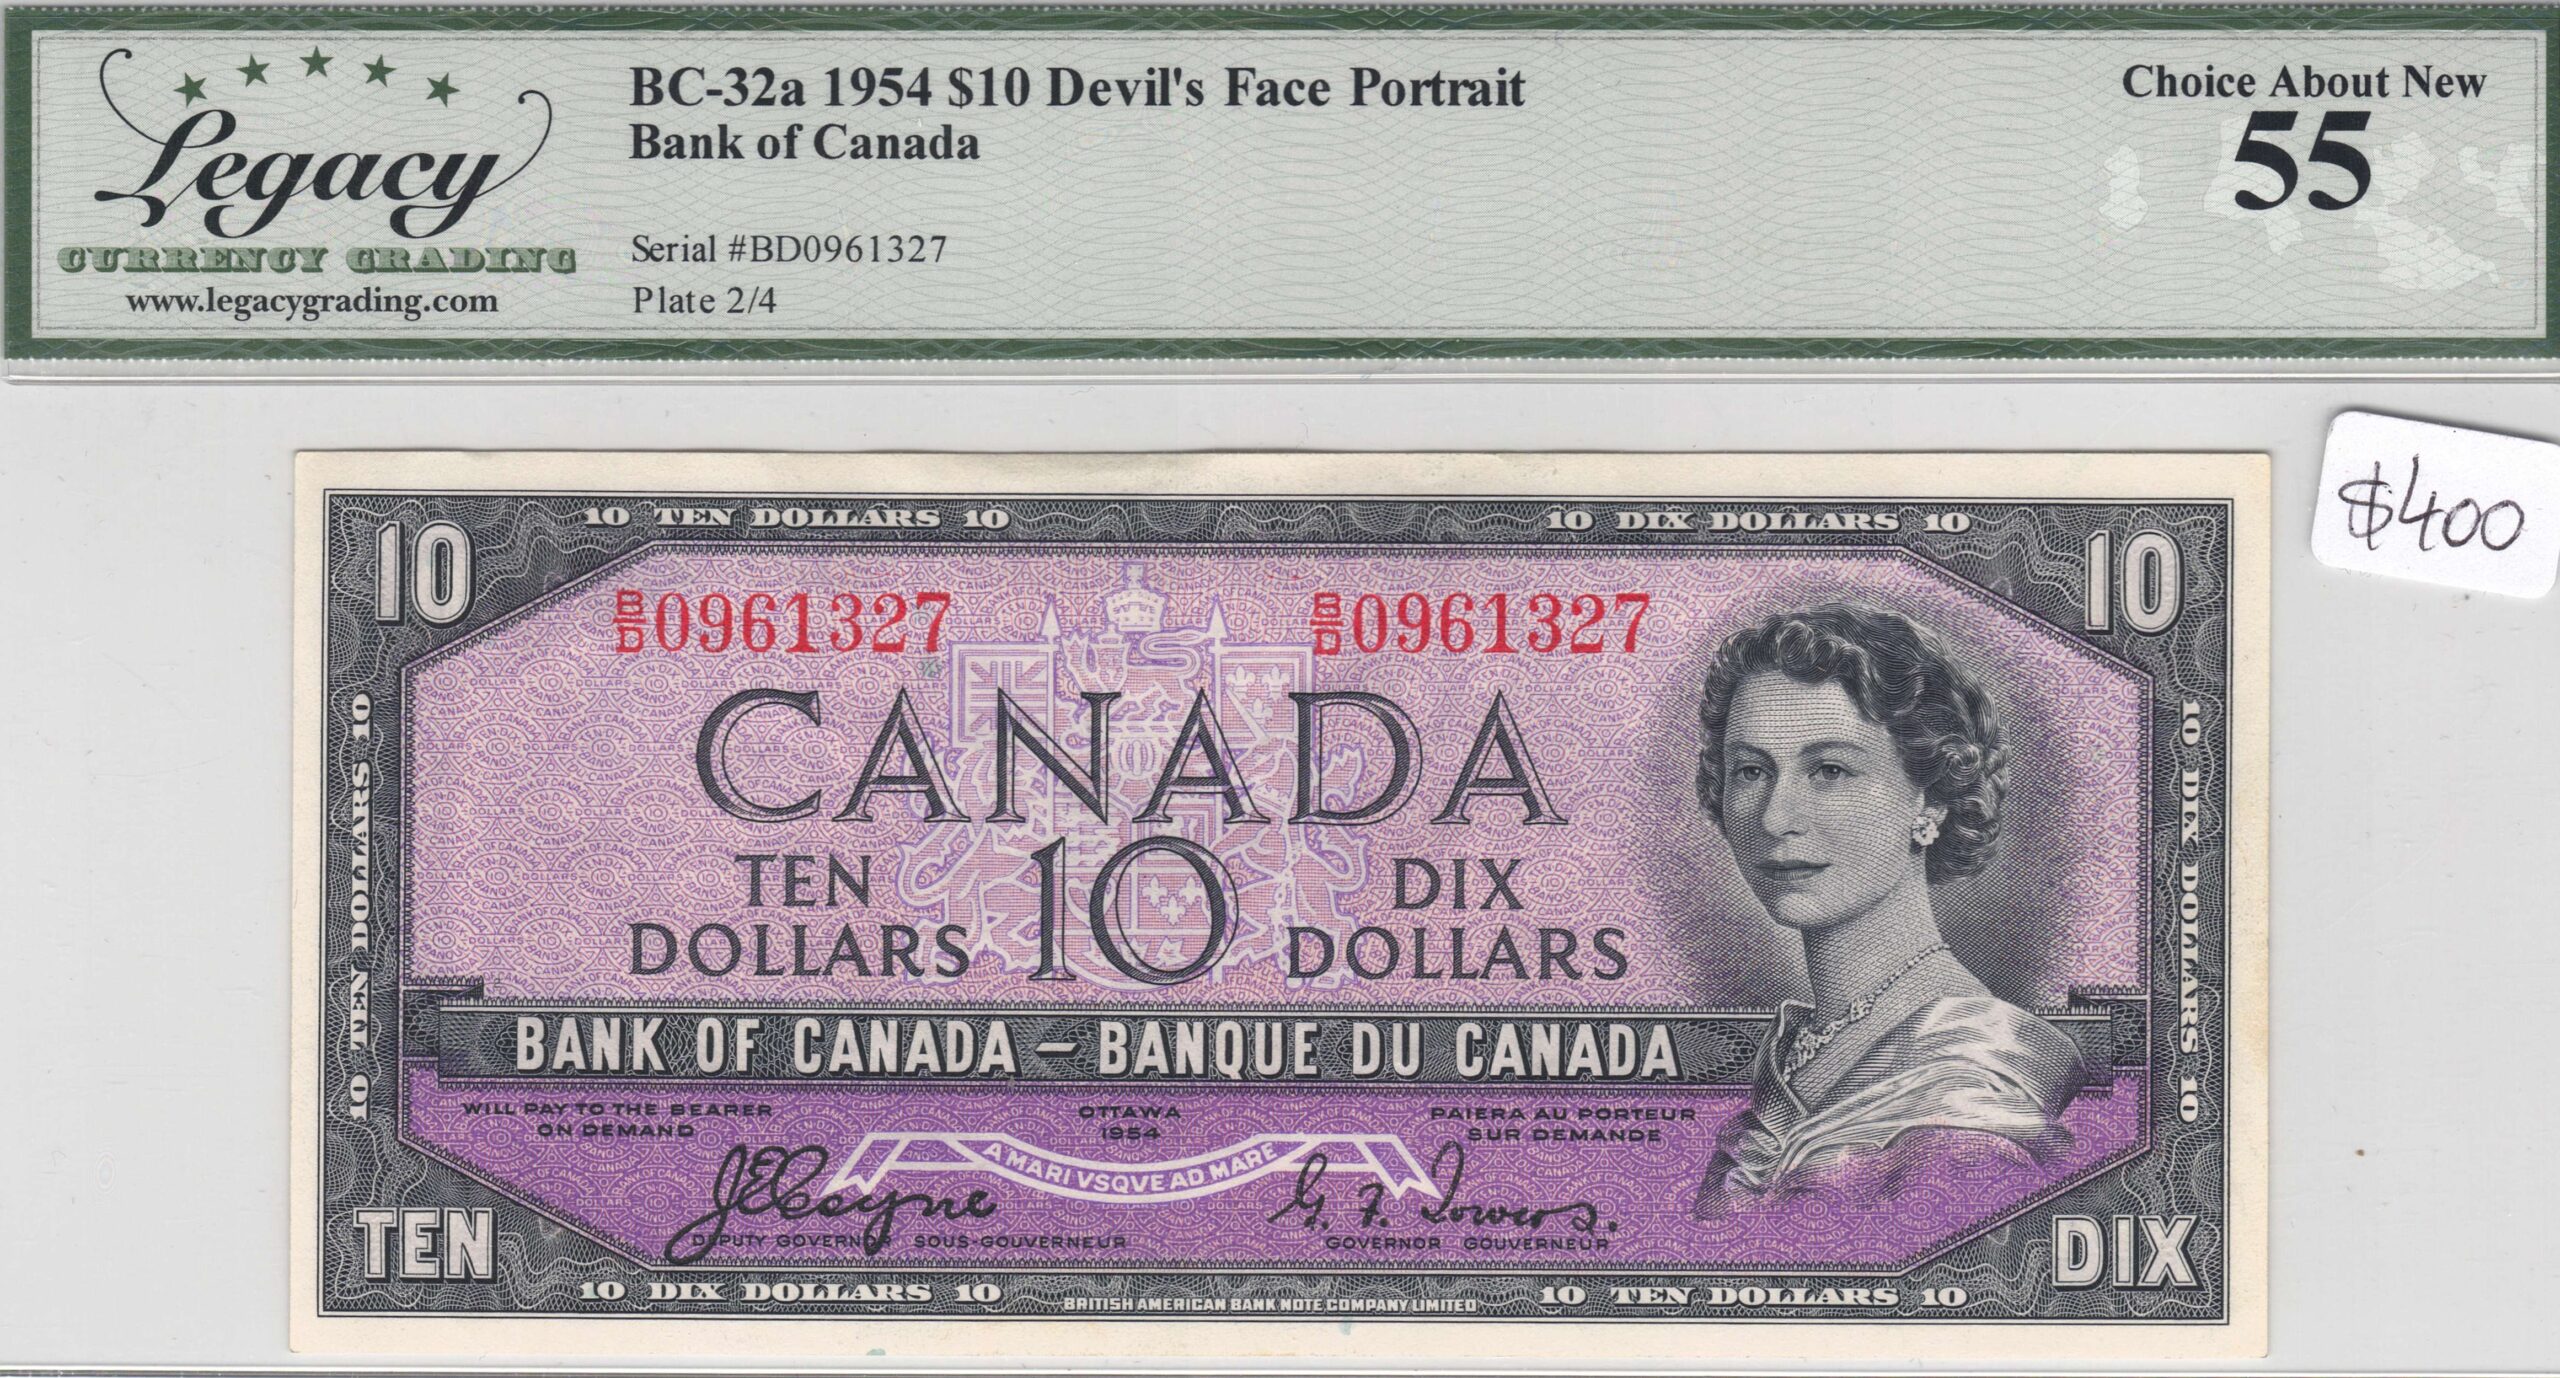 BC-32a 1954 $10 Devil's Face Portrait
Bank of Canada
Choice About New
55
Legacy
CURRENCY GRADING
www.legacygrading.com
Serial #BD0961327
Plate 2/4
$400
10 TEN DOLLARS 10
10 DIX DOLLARS 10
10
10
B/D 0961327
B/D 0961327
CANADA
TEN DOLLARS
10
DIX DOLLARS
10 TEN DOLLARS 10
10 DIX DOLLARS 10
BANK OF CANADA – BANQUE DU CANADA
WILL PAY TO THE BEARER
ON DEMAND
OTTAWA
1954
PAIERA AU PORTEUR
SUR DEMANDE
A MARI VSQVE AD MARE
J E Coyne
G. F. Towers.
DEPUTY GOVERNOR SOUS-GOUVERNEUR
GOVERNOR GOUVERNEUR
TEN
DIX
10 DIX DOLLARS 10
BRITISH AMERICAN BANK NOTE COMPANY LIMITED
10 TEN DOLLARS 10